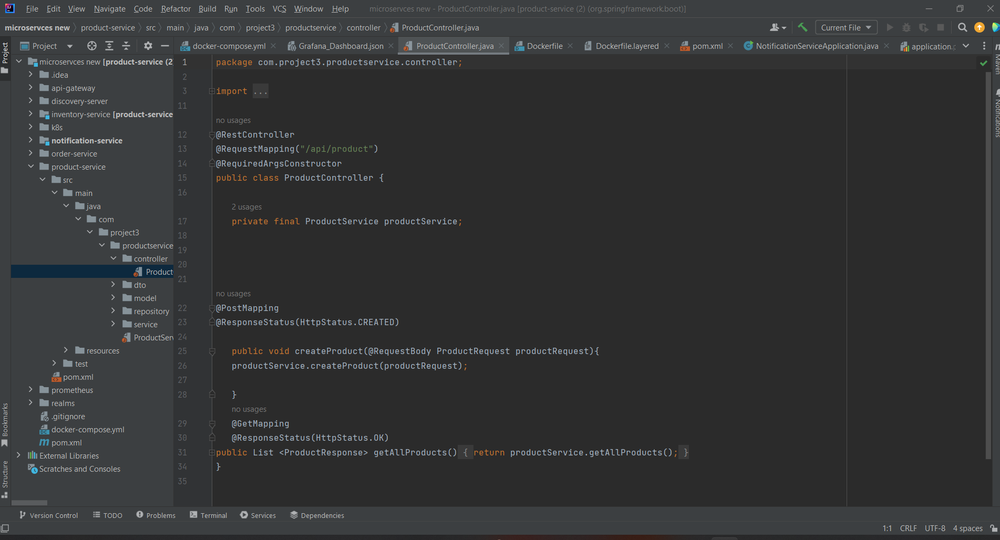 File Edit View Navigate Code Refactor Build Run Tools VCS Window Help microservces new - ProductController.java [product-service (2) (org.springframework.boot)]
microservces new product-service src main java com project3 productservice controller ProductController.java Current File
Project docker-compose.yml Grafana_Dashboard.json ProductController.java Dockerfile Dockerfile.layered pom.xml NotificationServiceApplication.java application.
Project
Bookmarks
Structure
microservces new [product-service (2
.idea
api-gateway
discovery-server
inventory-service [product-service
k8s
notification-service
order-service
product-service
src
main
java
com
project3
productservice
controller
Product
dto
model
repository
service
ProductServ
resources
test
pom.xml
prometheus
realms
.gitignore
docker-compose.yml
pom.xml
External Libraries
Scratches and Consoles
1 package com.project3.productservice.controller;
2
3 import ...
11
no usages
12 @RestController
13 @RequestMapping("/api/product")
14 @RequiredArgsConstructor
15 public class ProductController {
16
2 usages
17 private final ProductService productService;
18
19
20
21
no usages
22 @PostMapping
23 @ResponseStatus(HttpStatus.CREATED)
24
25 public void createProduct(@RequestBody ProductRequest productRequest){
26 productService.createProduct(productRequest);
27
28 }
no usages
29 @GetMapping
30 @ResponseStatus(HttpStatus.OK)
31 public List <ProductResponse> getAllProducts() { return productService.getAllProducts(); }
34 }
35
Maven
Notifications
Version Control TODO Problems Terminal Services Dependencies
1:1 CRLF UTF-8 4 spaces